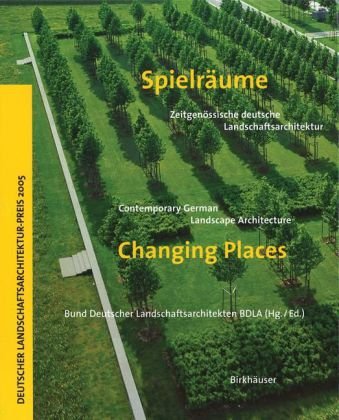 Spielräume
Zeitgenössische deutsche
Landschaftsarchitektur
Contemporary German
Landscape Architecture
Changing Places
Bund Deutscher Landschaftsarchitekten BDLA (Hg./Ed.)
Birkhäuser
DEUTSCHER LANDSCHAFTSARCHITEKTUR-PREIS 2005